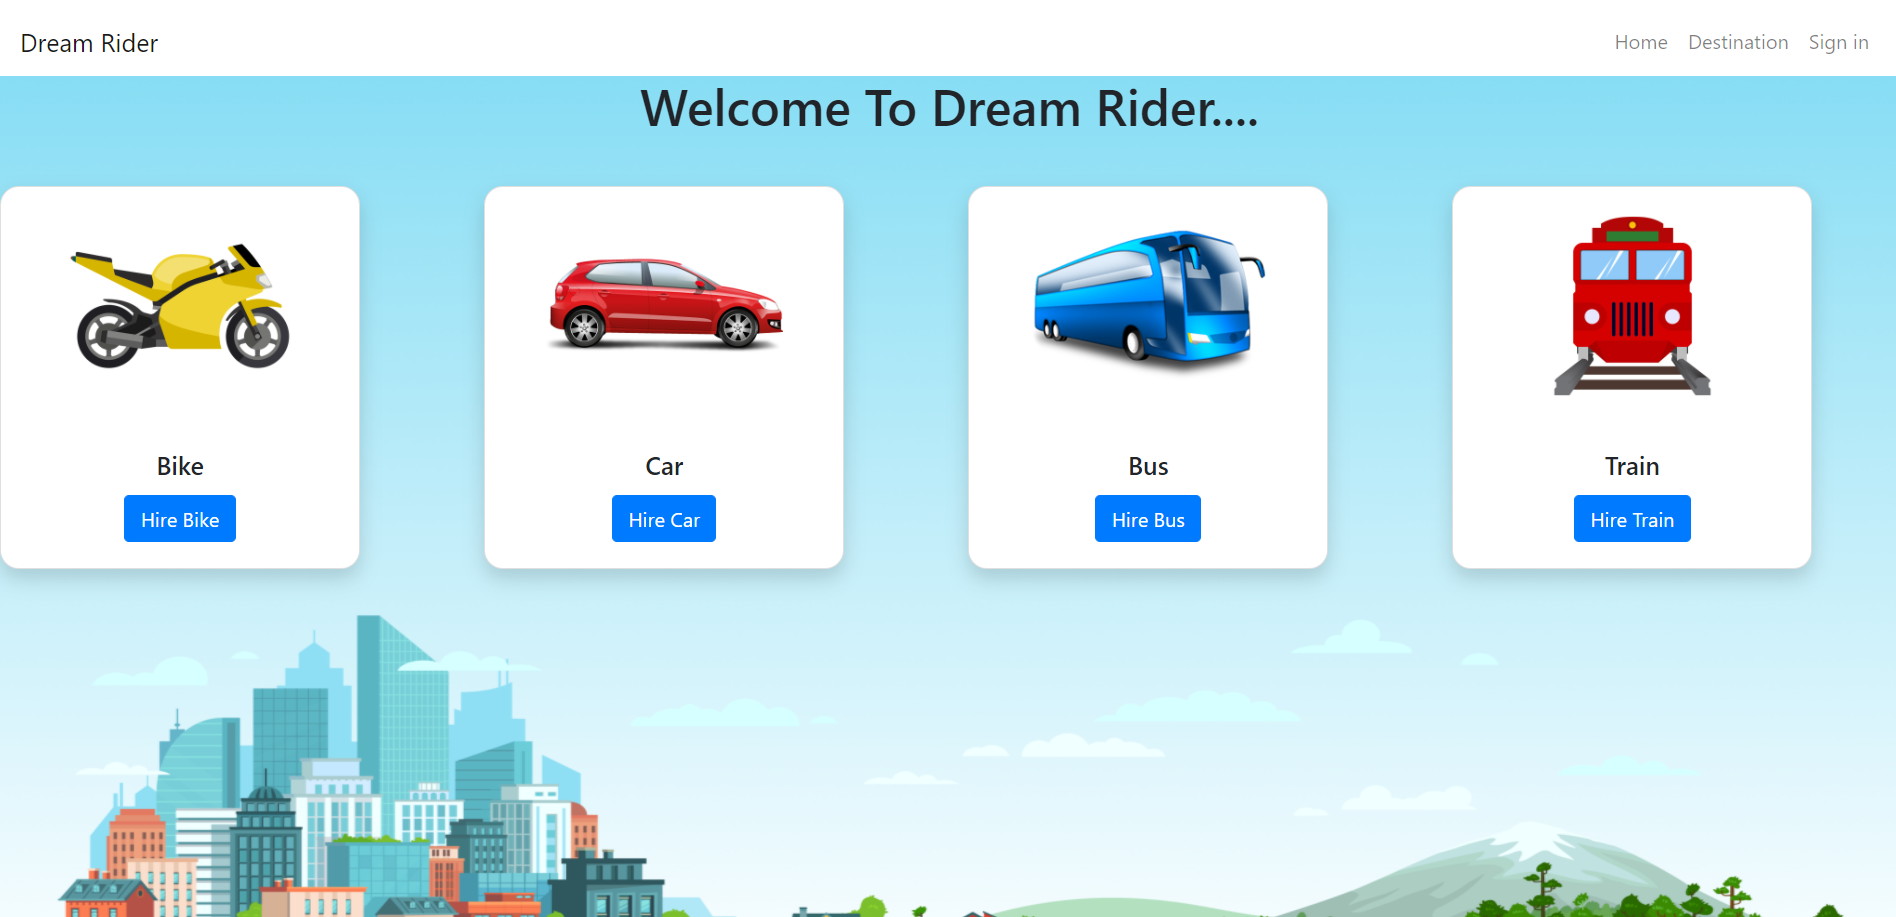 Dream Rider
Home Destination Sign in
Welcome To Dream Rider....
Bike
Hire Bike
Car
Hire Car
Bus
Hire Bus
Train
Hire Train